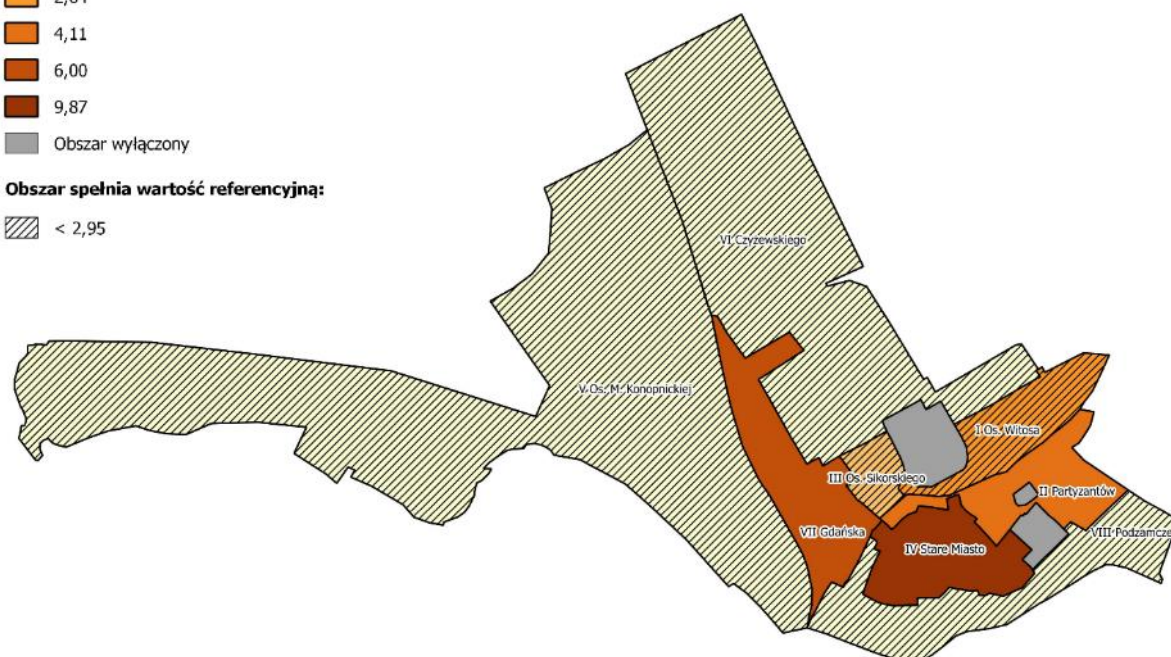 4,11
6,00
9,87
Obszar wyłączony
Obszar spełnia wartość referencyjną:
< 2,95
VI Czyżewskiego
V Os. M. Konopnickiej
I Os. Witosa
III Os. Sikorskiego
II Partyzantów
VII Gdańska
VIII Podzamcze
IV Stare Miasto